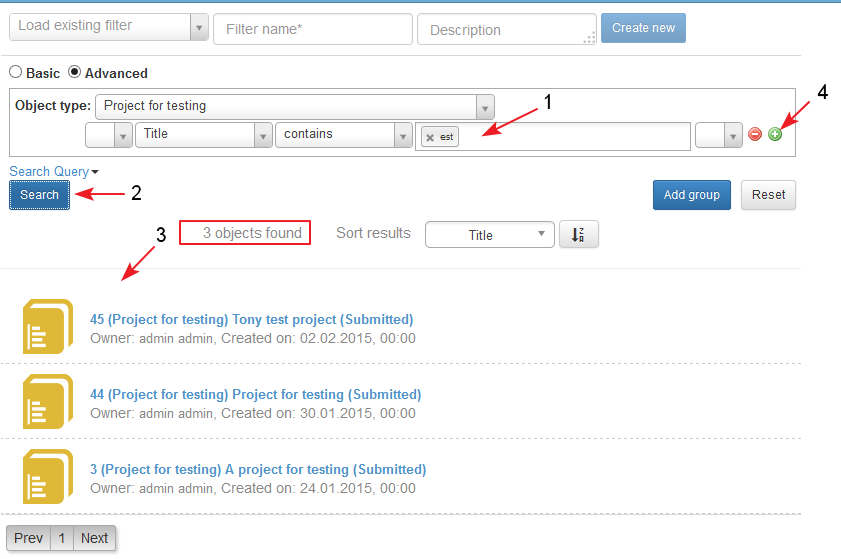 Load existing filter Filter name* Description Create new
Basic Advanced
Object type: Project for testing 1 4
Title contains est
Search Query
Search 2 Add group Reset
3 3 objects found Sort results Title
45 (Project for testing) Tony test project (Submitted)
Owner: admin admin, Created on: 02.02.2015, 00:00
44 (Project for testing) Project for testing (Submitted)
Owner: admin admin, Created on: 30.01.2015, 00:00
3 (Project for testing) A project for testing (Submitted)
Owner: admin admin, Created on: 24.01.2015, 00:00
Prev 1 Next